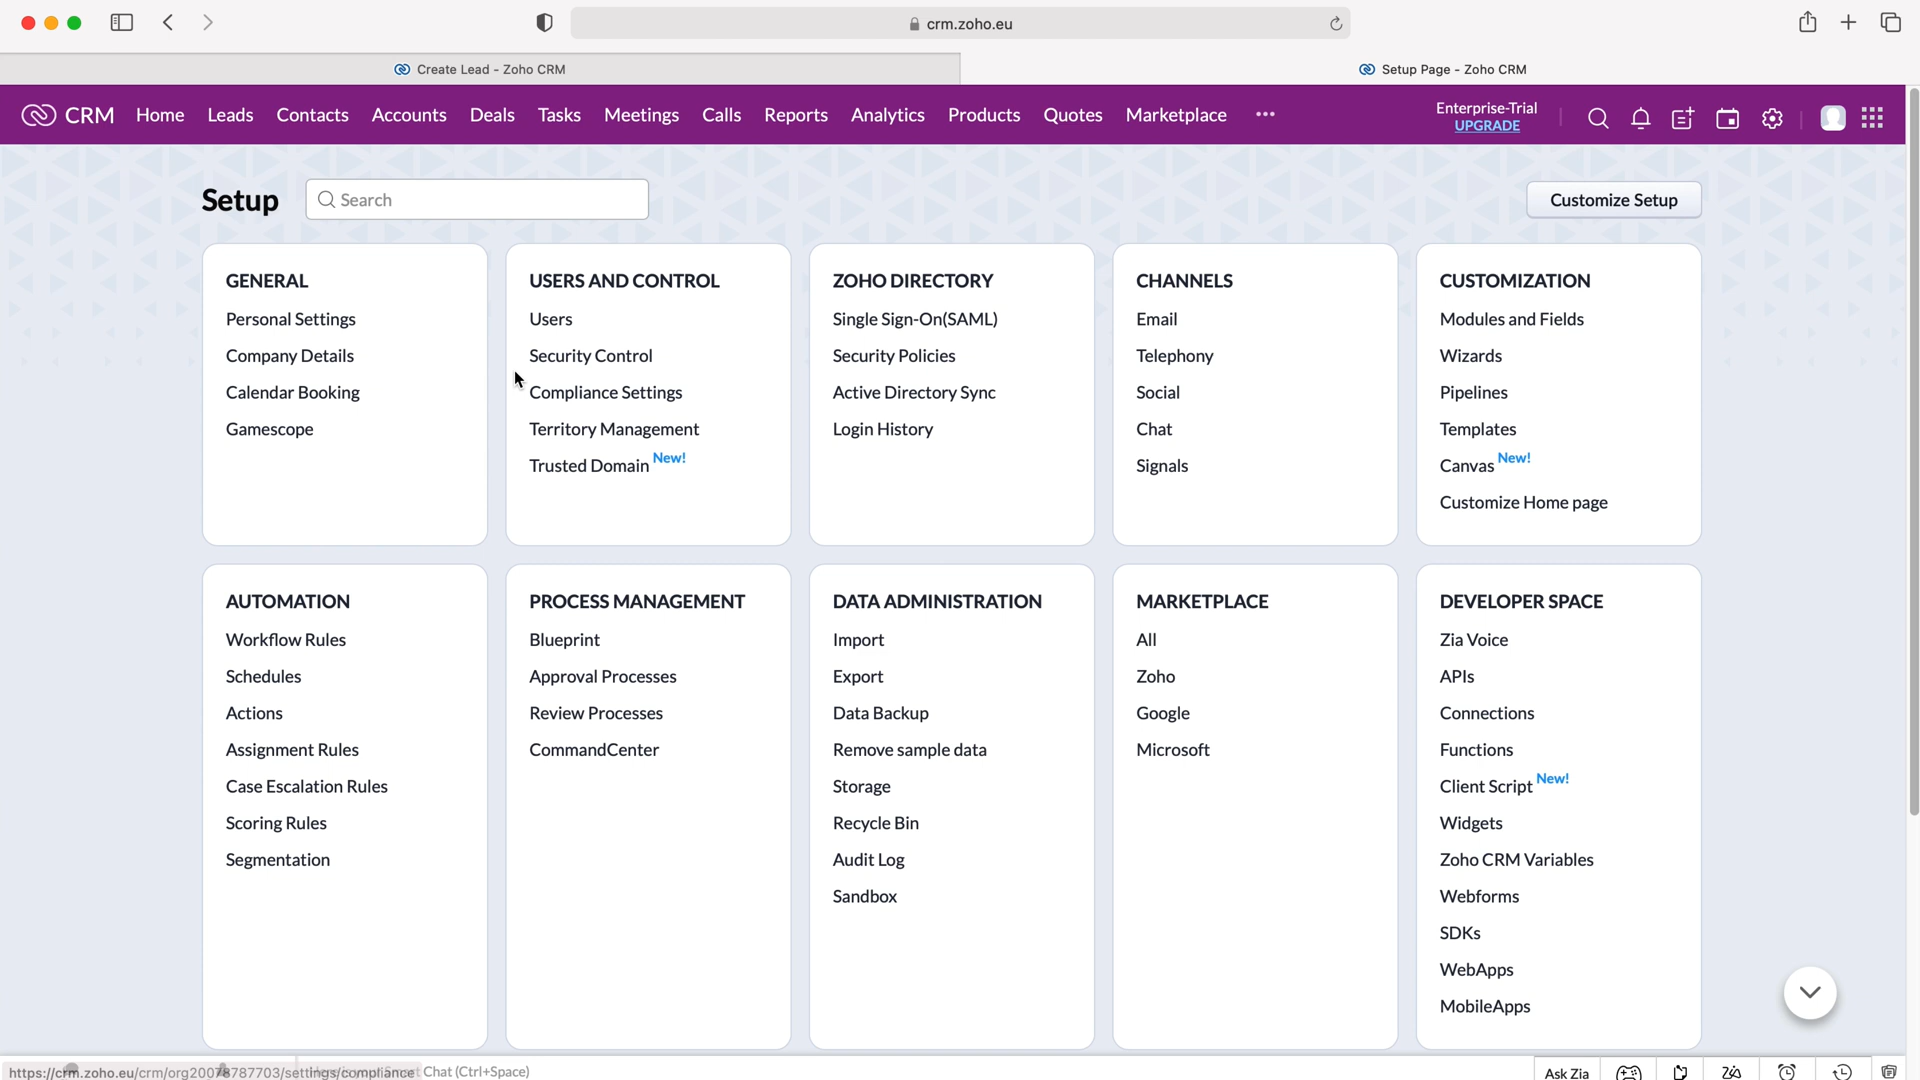 crm.zoho.eu
Create Lead - Zoho CRM
Setup Page - Zoho CRM
CRM Home Leads Contacts Accounts Deals Tasks Meetings Calls Reports Analytics Products Quotes Marketplace ···
Enterprise-Trial
UPGRADE
Setup
Search
Customize Setup
GENERAL
Personal Settings
Company Details
Calendar Booking
Gamescope
USERS AND CONTROL
Users
Security Control
Compliance Settings
Territory Management
Trusted Domain New!
ZOHO DIRECTORY
Single Sign-On(SAML)
Security Policies
Active Directory Sync
Login History
CHANNELS
Email
Telephony
Social
Chat
Signals
CUSTOMIZATION
Modules and Fields
Wizards
Pipelines
Templates
Canvas New!
Customize Home page
AUTOMATION
Workflow Rules
Schedules
Actions
Assignment Rules
Case Escalation Rules
Scoring Rules
Segmentation
PROCESS MANAGEMENT
Blueprint
Approval Processes
Review Processes
CommandCenter
DATA ADMINISTRATION
Import
Export
Data Backup
Remove sample data
Storage
Recycle Bin
Audit Log
Sandbox
MARKETPLACE
All
Zoho
Google
Microsoft
DEVELOPER SPACE
Zia Voice
APIs
Connections
Functions
Client Script New!
Widgets
Zoho CRM Variables
Webforms
SDKs
WebApps
MobileApps
https://crm.zoho.eu/crm/org20078787703/settings/compliance
Chat (Ctrl+Space)
Ask Zia